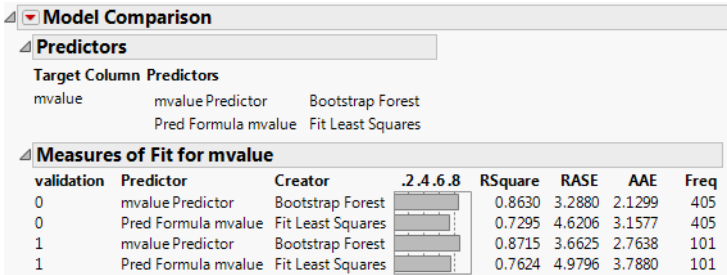 Model Comparison
Predictors
Target Column Predictors
mvalue mvalue Predictor Bootstrap Forest
Pred Formula mvalue Fit Least Squares
Measures of Fit for mvalue
validation Predictor Creator .2.4.6.8 RSquare RASE AAE Freq
0 mvalue Predictor Bootstrap Forest 0.8630 3.2880 2.1299 405
0 Pred Formula mvalue Fit Least Squares 0.7295 4.6206 3.1577 405
1 mvalue Predictor Bootstrap Forest 0.8715 3.6625 2.7638 101
1 Pred Formula mvalue Fit Least Squares 0.7624 4.9796 3.7880 101